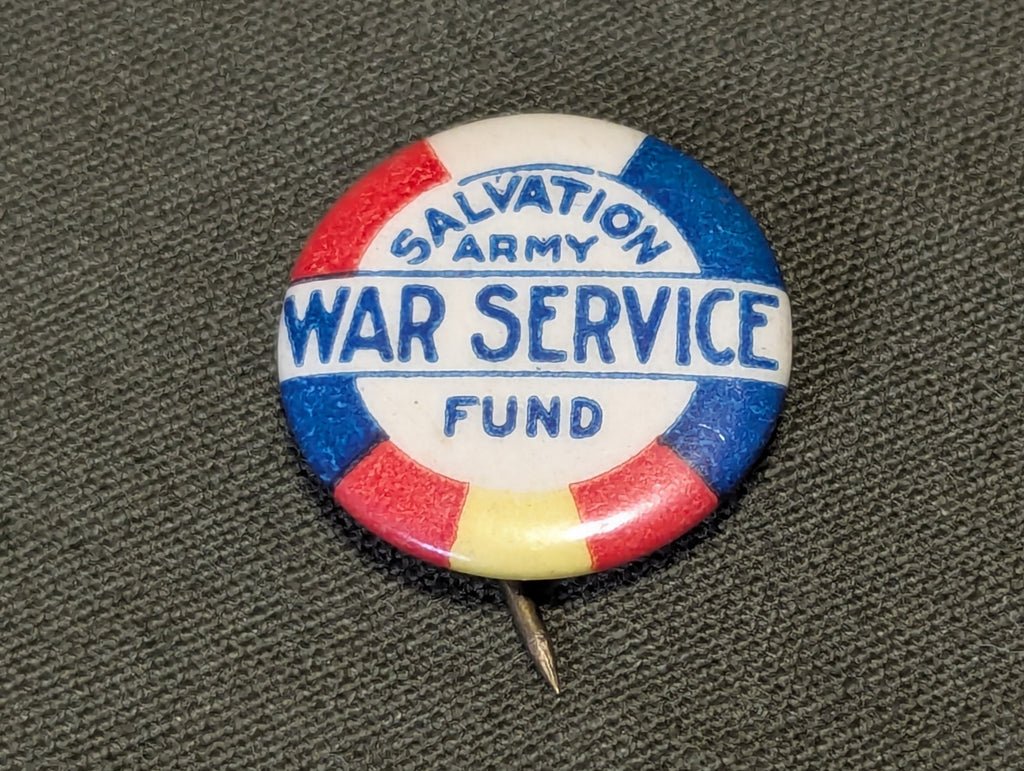 SALVATION
ARMY
WAR SERVICE
FUND